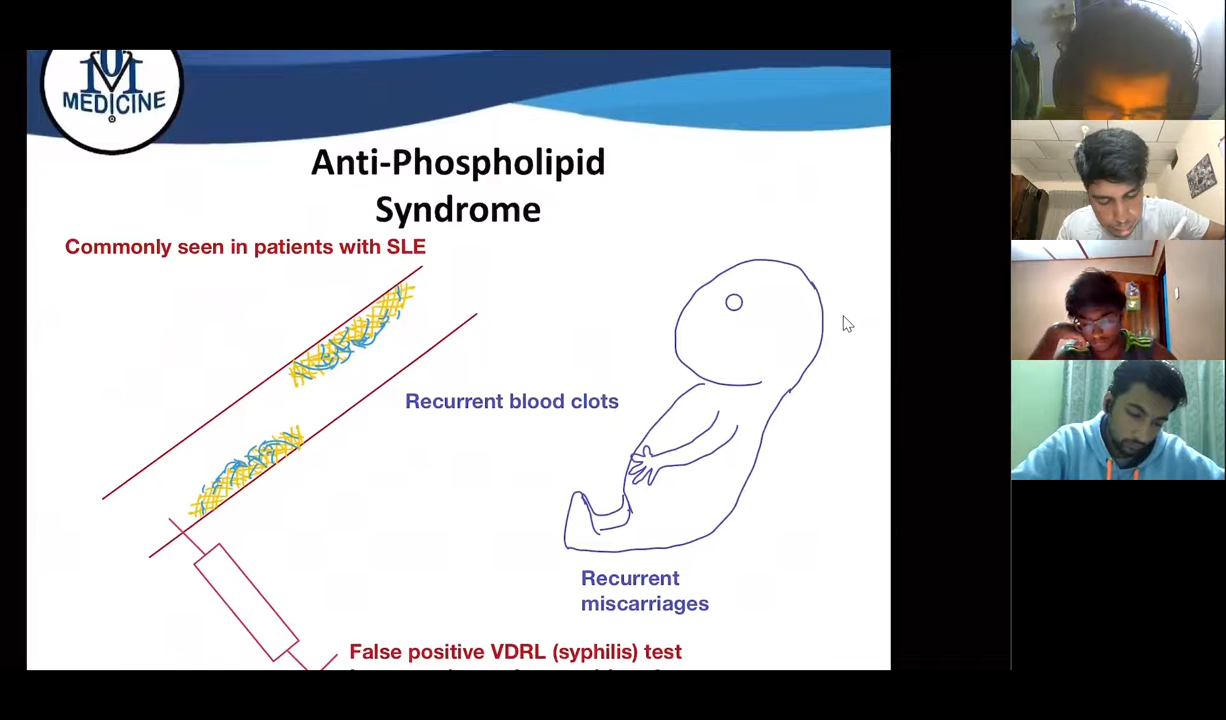 MEDICINE
Anti-Phospholipid
Syndrome
Commonly seen in patients with SLE
Recurrent blood clots
Recurrent
miscarriages
False positive VDRL (syphilis) test